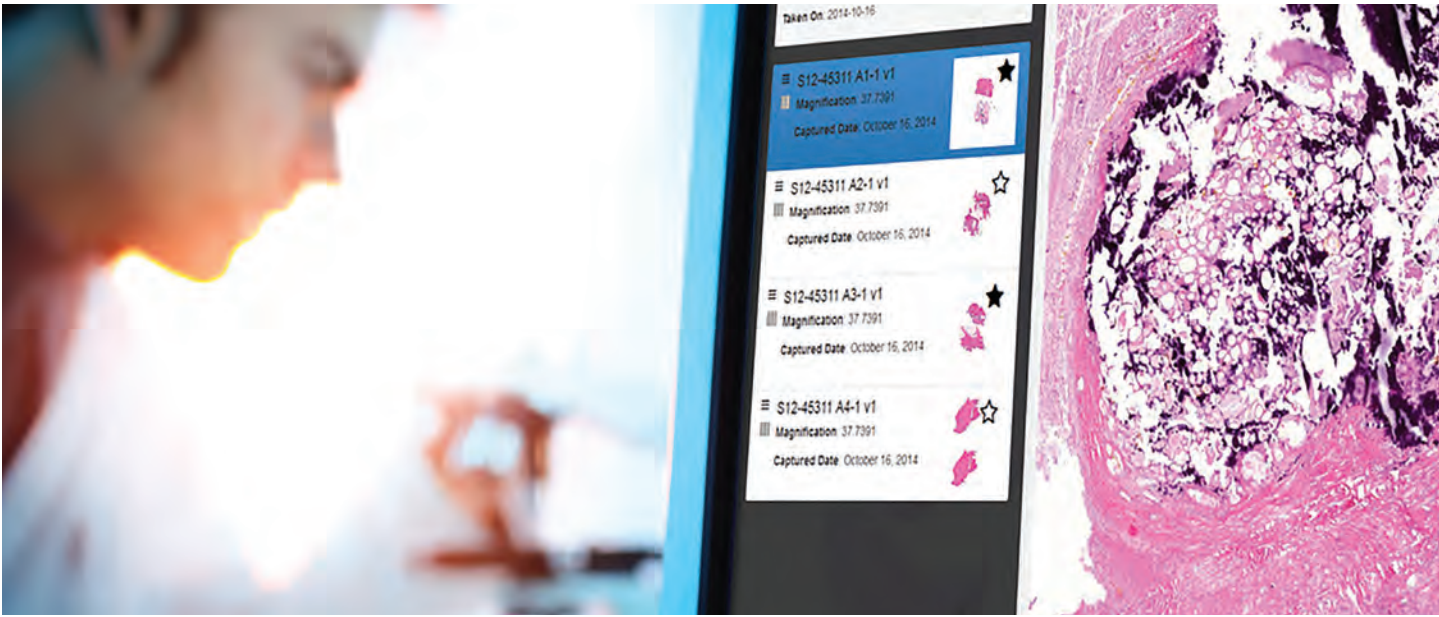 Taken On: 2014-10-16
S12-45311 A1-1 v1
Magnification: 37.7391
Captured Date: October 16, 2014
S12-45311 A2-1 v1
Magnification: 37.7391
Captured Date: October 16, 2014
S12-45311 A3-1 v1
Magnification: 37.7391
Captured Date: October 16, 2014
S12-45311 A4-1 v1
Magnification: 37.7391
Captured Date: October 16, 2014